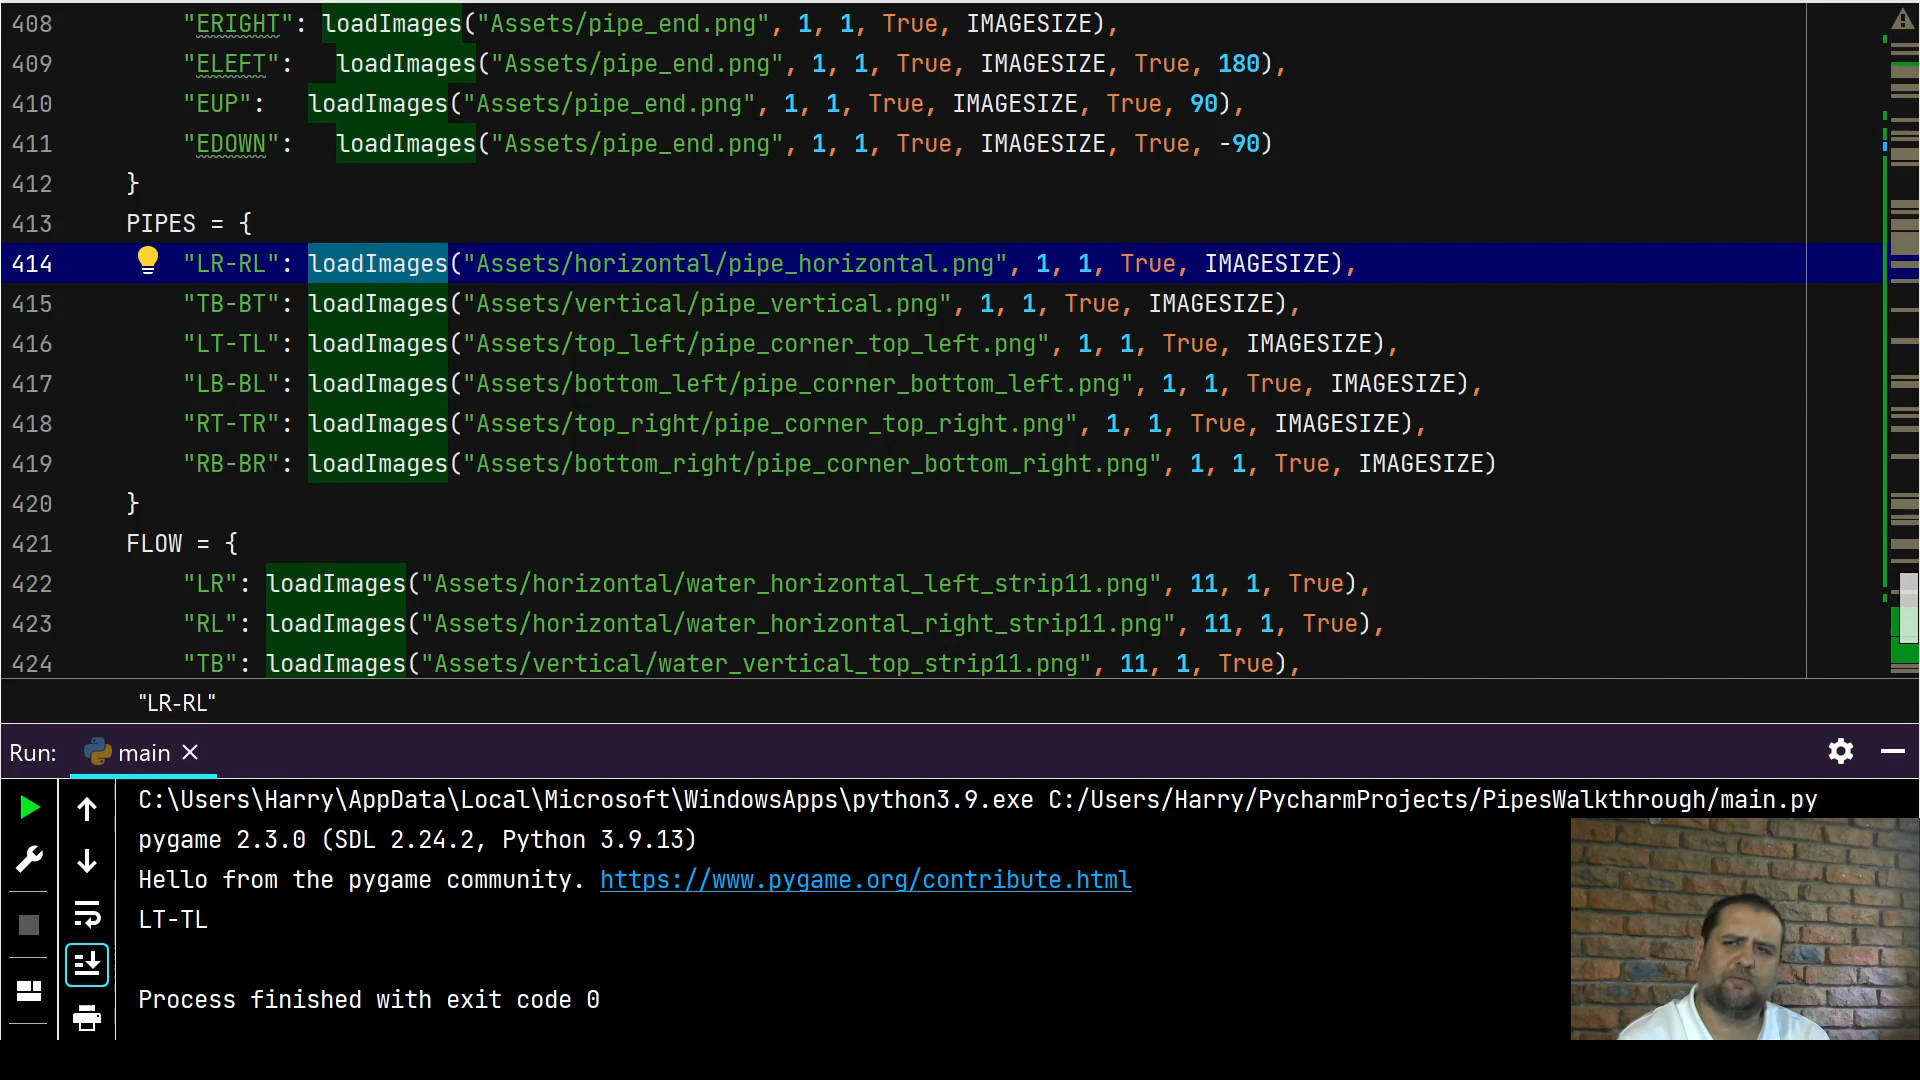 408 "ERIGHT": loadImages("Assets/pipe_end.png", 1, 1, True, IMAGESIZE),
409 "ELEFT": loadImages("Assets/pipe_end.png", 1, 1, True, IMAGESIZE, True, 180),
410 "EUP": loadImages("Assets/pipe_end.png", 1, 1, True, IMAGESIZE, True, 90),
411 "EDOWN": loadImages("Assets/pipe_end.png", 1, 1, True, IMAGESIZE, True, -90)
412 }
413 PIPES = {
414 "LR-RL": loadImages("Assets/horizontal/pipe_horizontal.png", 1, 1, True, IMAGESIZE),
415 "TB-BT": loadImages("Assets/vertical/pipe_vertical.png", 1, 1, True, IMAGESIZE),
416 "LT-TL": loadImages("Assets/top_left/pipe_corner_top_left.png", 1, 1, True, IMAGESIZE),
417 "LB-BL": loadImages("Assets/bottom_left/pipe_corner_bottom_left.png", 1, 1, True, IMAGESIZE),
418 "RT-TR": loadImages("Assets/top_right/pipe_corner_top_right.png", 1, 1, True, IMAGESIZE),
419 "RB-BR": loadImages("Assets/bottom_right/pipe_corner_bottom_right.png", 1, 1, True, IMAGESIZE)
420 }
421 FLOW = {
422 "LR": loadImages("Assets/horizontal/water_horizontal_left_strip11.png", 11, 1, True),
423 "RL": loadImages("Assets/horizontal/water_horizontal_right_strip11.png", 11, 1, True),
424 "TB": loadImages("Assets/vertical/water_vertical_top_strip11.png", 11, 1, True),
"LR-RL"
Run: main
C:\Users\Harry\AppData\Local\Microsoft\WindowsApps\python3.9.exe C:/Users/Harry/PycharmProjects/PipesWalkthrough/main.py
pygame 2.3.0 (SDL 2.24.2, Python 3.9.13)
Hello from the pygame community. https://www.pygame.org/contribute.html
LT-TL
Process finished with exit code 0